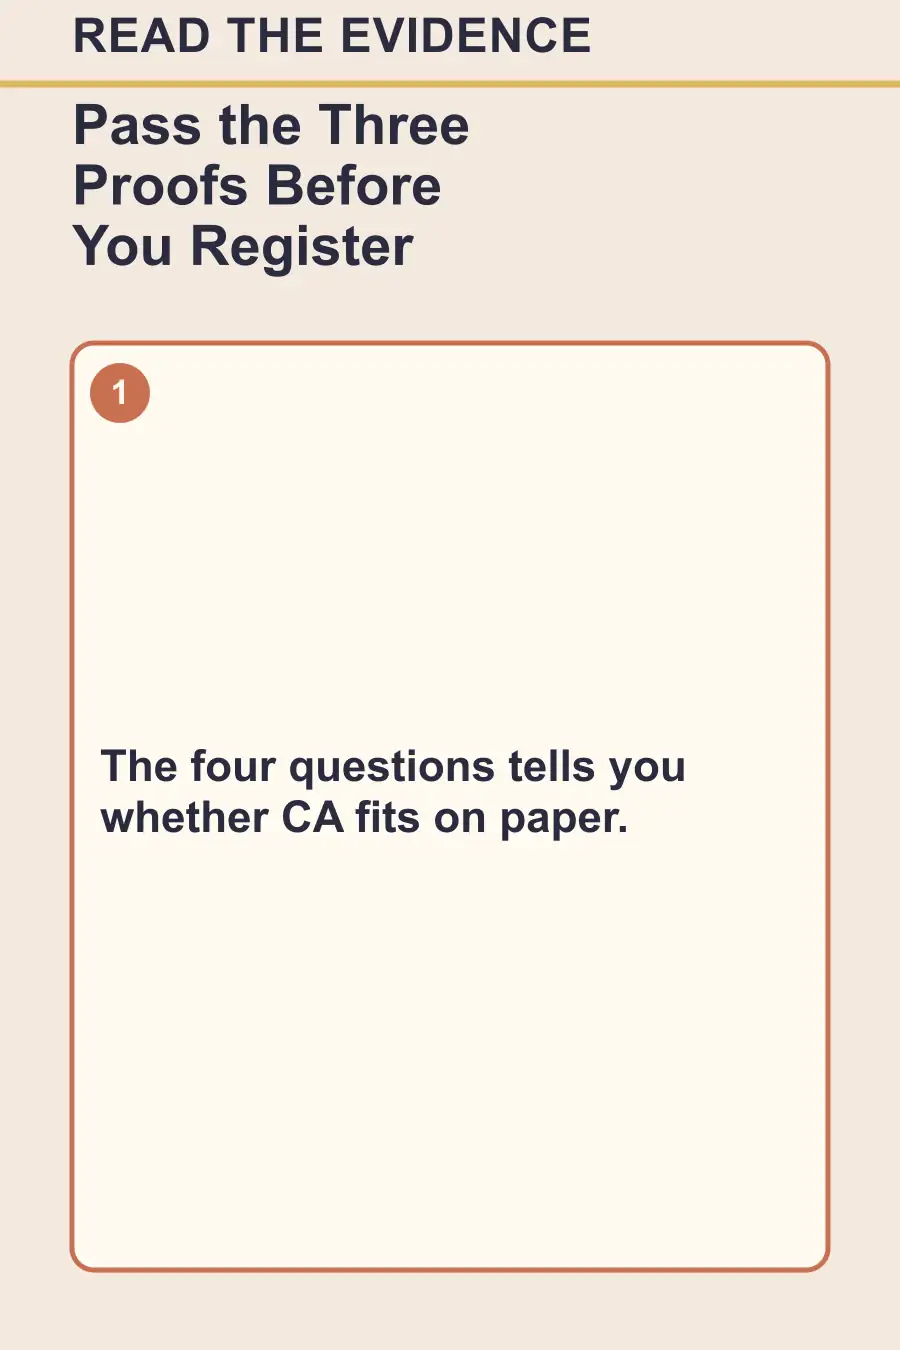 READ THE EVIDENCE
Pass the Three
Proofs Before
You Register
1
The four questions tells you
whether CA fits on paper.